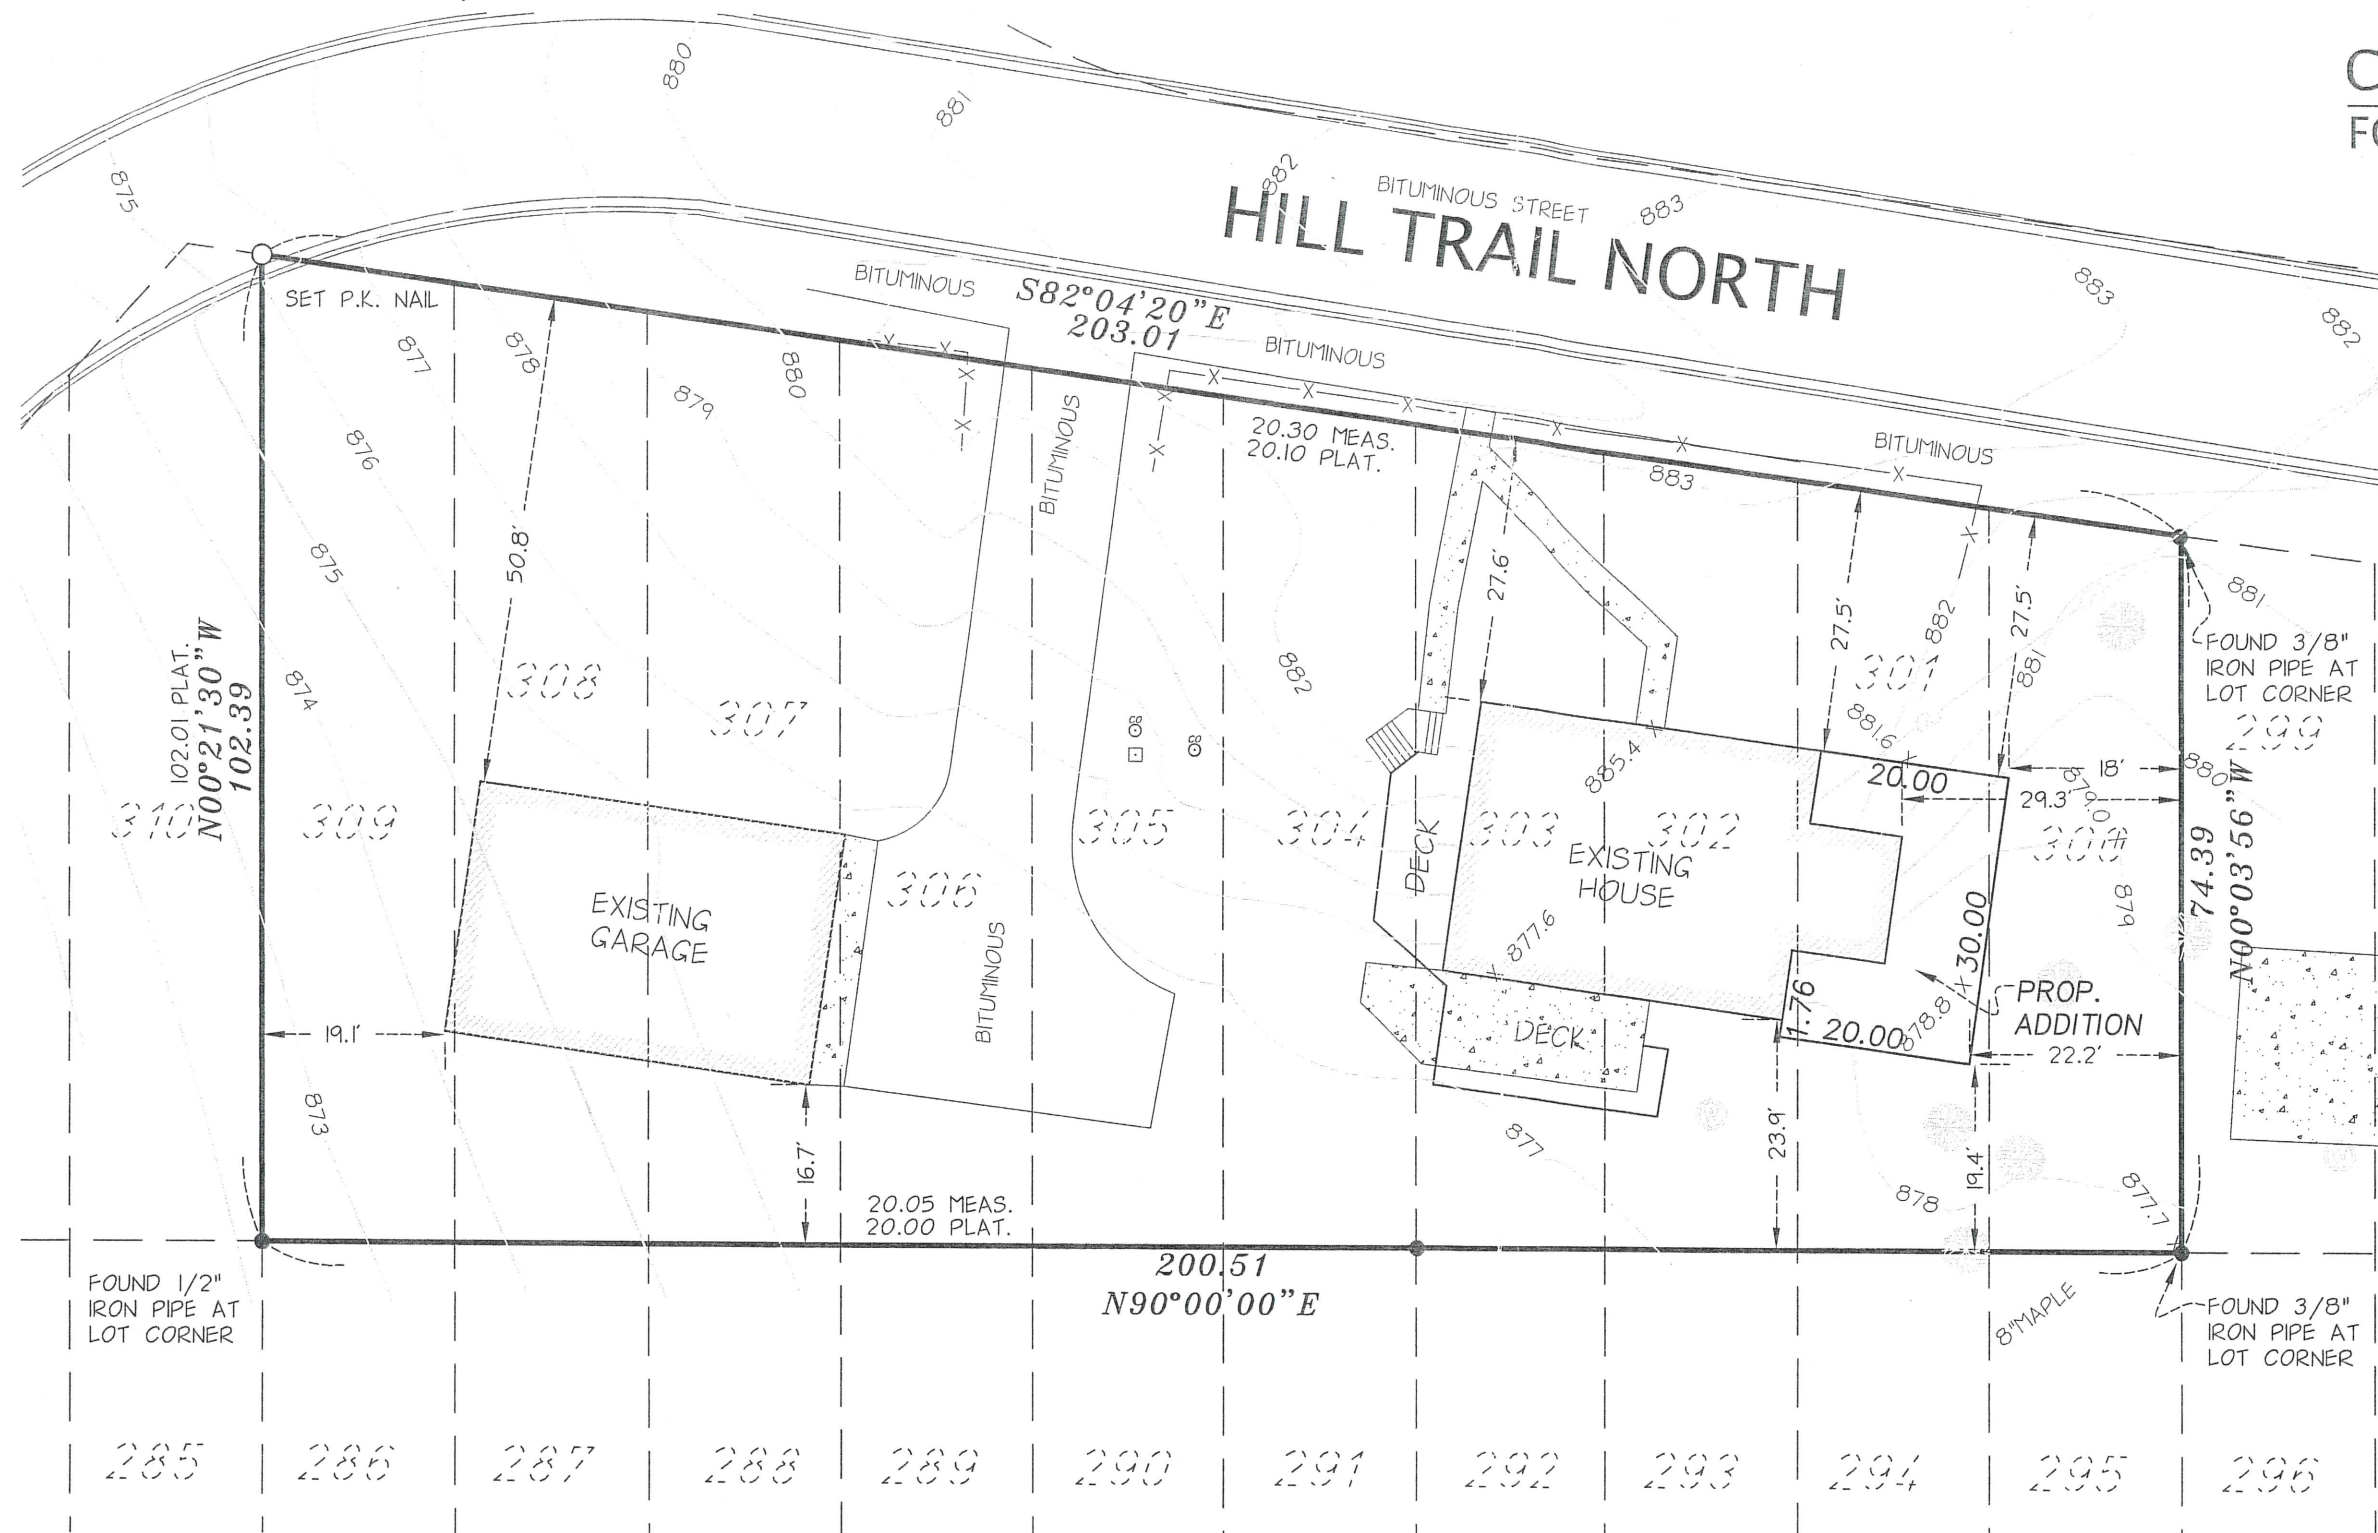 880
881
C
FO
875
882
BITUMINOUS STREET
883
HILL TRAIL NORTH
883
882
SET P.K. NAIL
BITUMINOUS
S82°04'20"E
203.01
BITUMINOUS
877
878
880
879
876
875
874
873
50.8'
BITUMINOUS
20.30 MEAS.
20.10 PLAT.
883
BITUMINOUS
27.6'
27.5'
882
27.5'
881
881
FOUND 3/8"
IRON PIPE AT
LOT CORNER
102.01 PLAT.
N00°21'30"W
102.39
310
309
308
307
306
305
304
303
302
301
300
299
882
885.4
881.6
20.00
18'
29.3'
880
879.0
879
74.39
N00°03'56"W
EXISTING
GARAGE
DECK
EXISTING
HOUSE
877.6
30.00
BITUMINOUS
DECK
1.76
20.00
878.8
PROP.
ADDITION
22.2'
19.1'
16.7'
23.9'
19.4'
877
878
877.7
20.05 MEAS.
20.00 PLAT.
200.51
N90°00'00"E
FOUND 1/2"
IRON PIPE AT
LOT CORNER
8"MAPLE
FOUND 3/8"
IRON PIPE AT
LOT CORNER
285
286
287
288
289
290
291
292
293
294
295
296